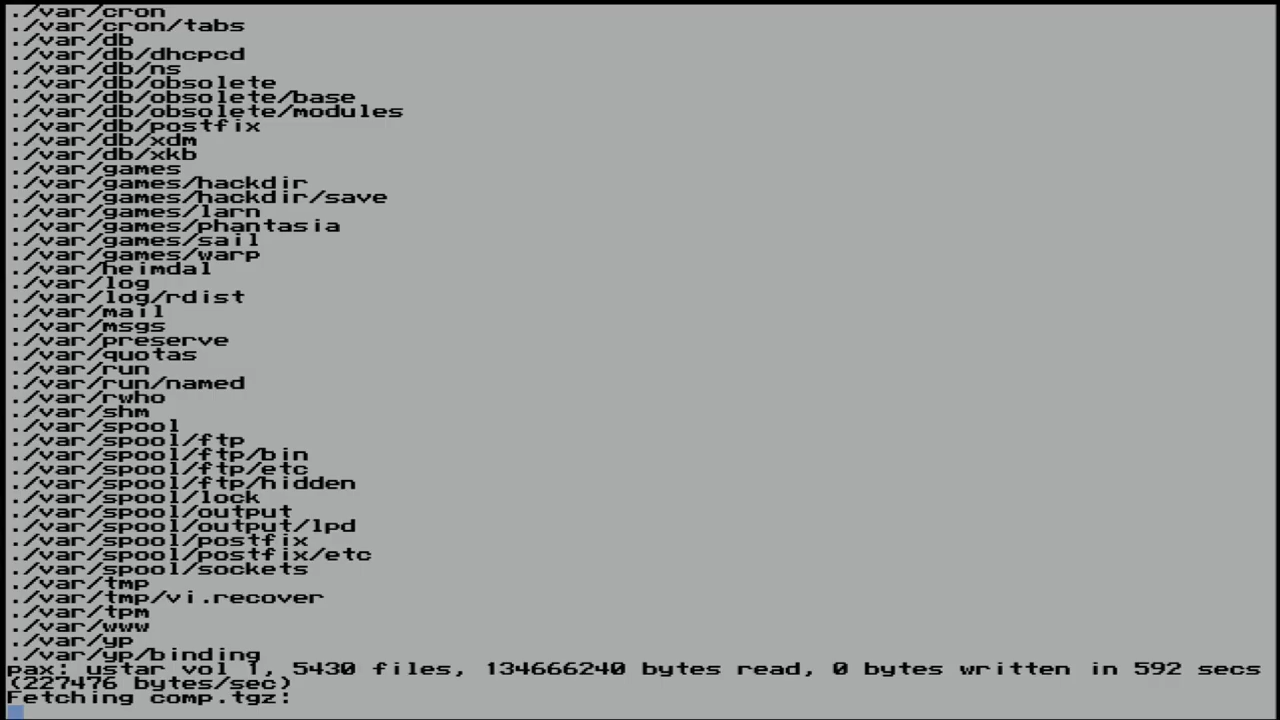 ./var/cron
./var/cron/tabs
./var/db
./var/db/dhcpcd
./var/db/ns
./var/db/obsolete
./var/db/obsolete/base
./var/db/obsolete/modules
./var/db/postfix
./var/db/xdm
./var/db/xkb
./var/games
./var/games/hackdir
./var/games/hackdir/save
./var/games/larn
./var/games/phantasia
./var/games/sail
./var/games/warp
./var/heimdal
./var/log
./var/log/rdist
./var/mail
./var/msgs
./var/preserve
./var/quotas
./var/run
./var/run/named
./var/rwho
./var/shm
./var/spool
./var/spool/ftp
./var/spool/ftp/bin
./var/spool/ftp/etc
./var/spool/ftp/hidden
./var/spool/lock
./var/spool/output
./var/spool/output/lpd
./var/spool/postfix
./var/spool/postfix/etc
./var/spool/sockets
./var/tmp
./var/tmp/vi.recover
./var/tpm
./var/www
./var/yp
./var/yp/binding
pax: ustar vol 1, 5430 files, 134666240 bytes read, 0 bytes written in 592 secs
(227476 bytes/sec)
Fetching comp.tgz: